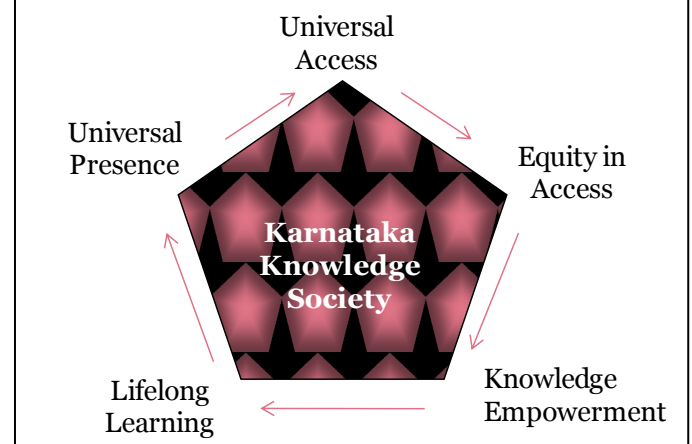 Universal
Access
Universal
Presence
Equity in
Access
Karnataka
Knowledge
Society
Lifelong
Learning
Knowledge
Empowerment